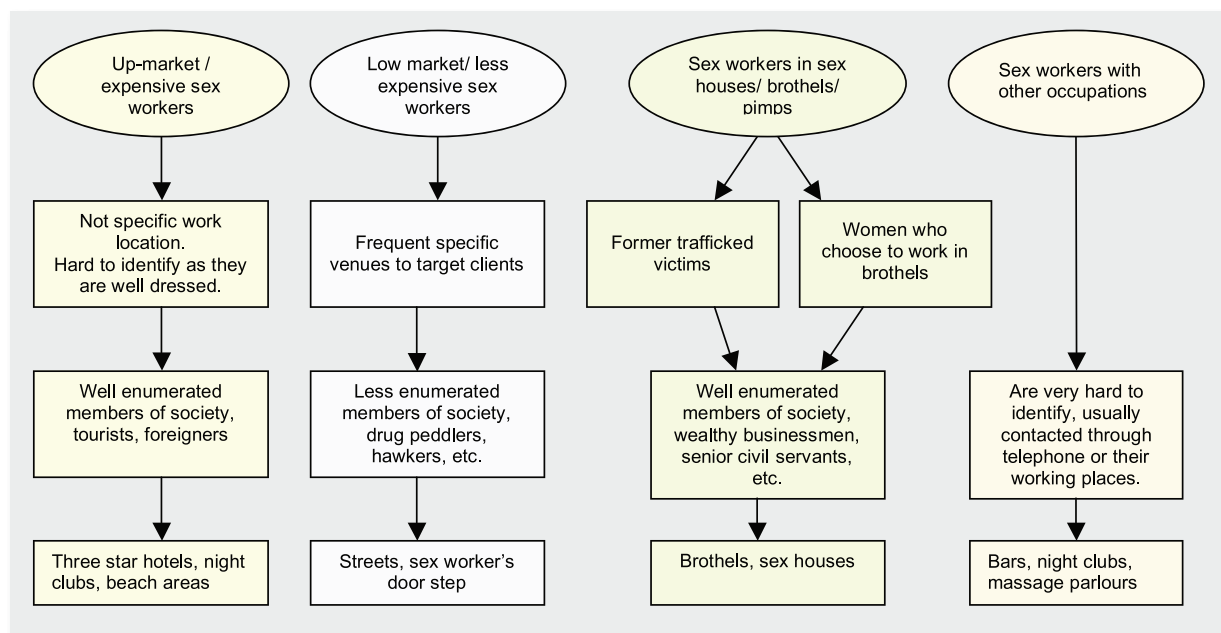 Up-market /
expensive sex
workers
Low market/ less
expensive sex
workers
Sex workers in sex
houses/ brothels/
pimps
Sex workers with
other occupations
Not specific work
location.
Hard to identify as they
are well dressed.
Frequent specific
venues to target clients
Former trafficked
victims
Women who
choose to work in
brothels
Well enumerated
members of society,
tourists, foreigners
Less enumerated
members of society,
drug peddlers,
hawkers, etc.
Well enumerated
members of society,
wealthy businessmen,
senior civil servants,
etc.
Are very hard to
identify, usually
contacted through
telephone or their
working places.
Three star hotels, night
clubs, beach areas
Streets, sex worker's
door step
Brothels, sex houses
Bars, night clubs,
massage parlours